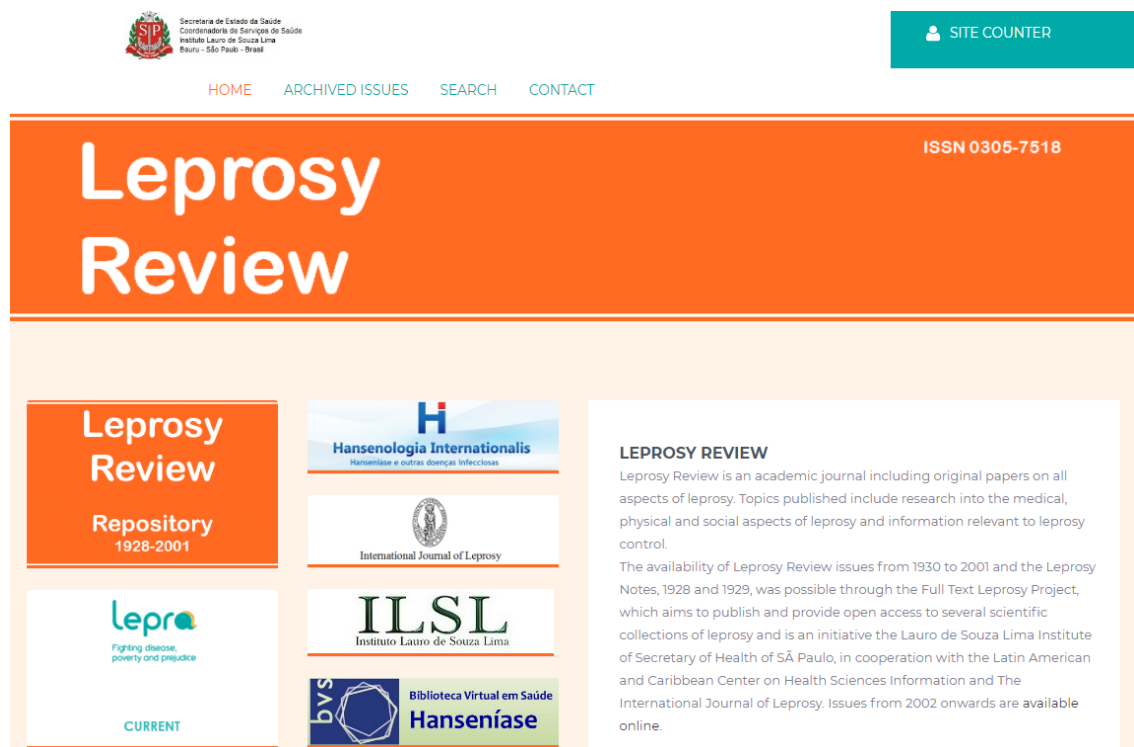 Secretaria de Estado da Saúde
Coordenadoria de Serviços de Saúde
Instituto Lauro de Souza Lima
Bauru - São Paulo - Brasil
SITE COUNTER
HOME ARCHIVED ISSUES SEARCH CONTACT
Leprosy
Review
ISSN 0305-7518
Leprosy
Review
Repository
1928-2001
lepra
Fighting disease,
poverty and prejudice
CURRENT
Hi
Hansenologia Internationalis
Hanseníase e outras doenças infecciosas
International Journal of Leprosy
ILSL
Instituto Lauro de Souza Lima
bvs
Biblioteca Virtual em Saúde
Hanseníase
LEPROSY REVIEW
Leprosy Review is an academic journal including original papers on all
aspects of leprosy. Topics published include research into the medical,
physical and social aspects of leprosy and information relevant to leprosy
control.
The availability of Leprosy Review issues from 1930 to 2001 and the Leprosy
Notes, 1928 and 1929, was possible through the Full Text Leprosy Project,
which aims to publish and provide open access to several scientific
collections of leprosy and is an initiative the Lauro de Souza Lima Institute
of Secretary of Health of SÃ Paulo, in cooperation with the Latin American
and Caribbean Center on Health Sciences Information and The
International Journal of Leprosy. Issues from 2002 onwards are available
online.